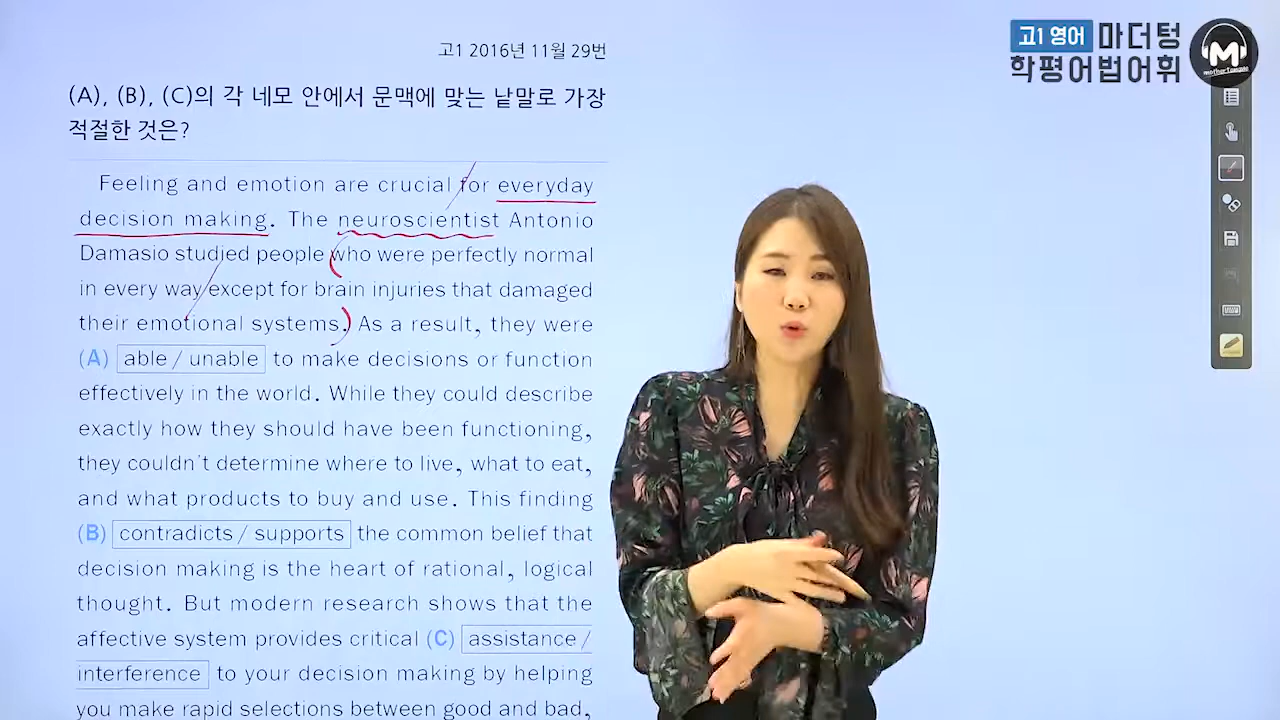 고1 2016년 11월 29번
고1 영어 마더텅
학평어법어휘
M
mothertongue
(A), (B), (C)의 각 네모 안에서 문맥에 맞는 낱말로 가장
적절한 것은?
Feeling and emotion are crucial for everyday
decision making. The neuroscientist Antonio
Damasio studied people who were perfectly normal
in every way except for brain injuries that damaged
their emotional systems. As a result, they were
(A) able / unable to make decisions or function
effectively in the world. While they could describe
exactly how they should have been functioning,
they couldn't determine where to live, what to eat,
and what products to buy and use. This finding
(B) contradicts / supports the common belief that
decision making is the heart of rational, logical
thought. But modern research shows that the
affective system provides critical (C) assistance /
interference to your decision making by helping
you make rapid selections between good and bad,